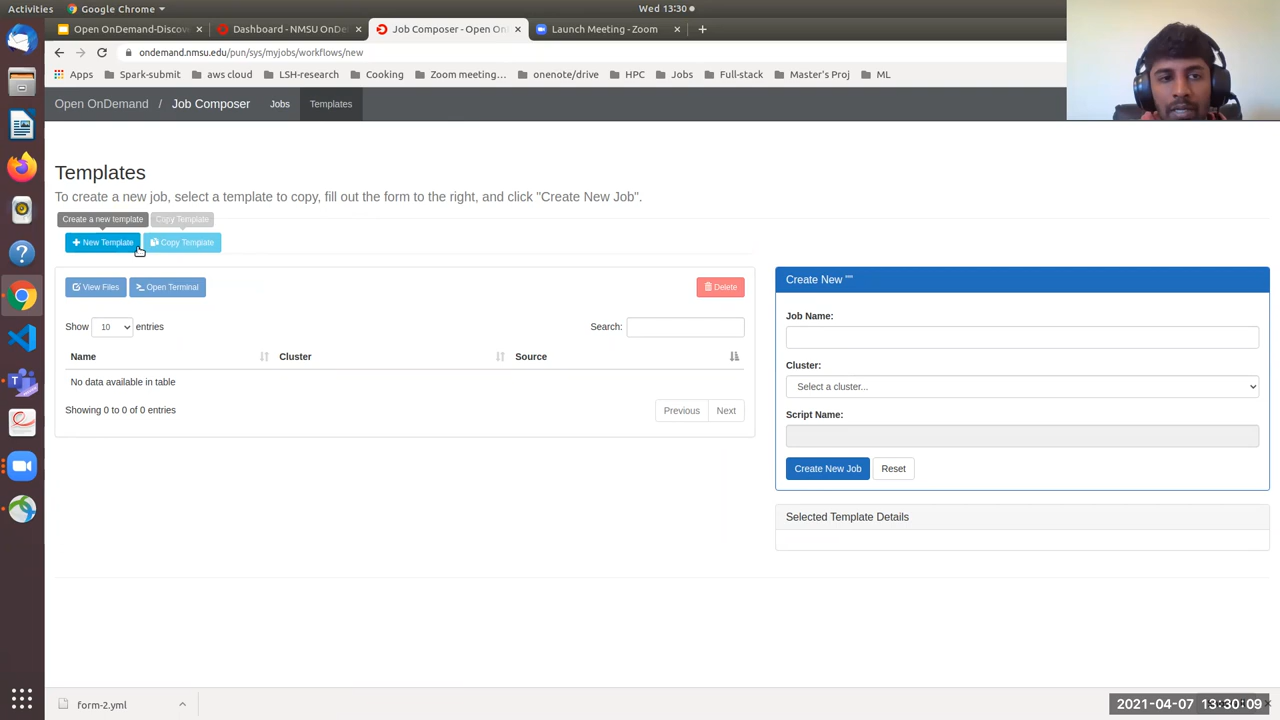 Activities Google Chrome Wed 13:30
Open OnDemand-Discov Dashboard - NMSU OnDe Job Composer - Open On Launch Meeting - Zoom
ondemand.nmsu.edu/pun/sys/myjobs/workflows/new
Apps Spark-submit aws cloud LSH-research Cooking Zoom meeting... onenote/drive HPC Jobs Full-stack Master's Proj ML
Open OnDemand / Job Composer Jobs Templates
Templates
To create a new job, select a template to copy, fill out the form to the right, and click "Create New Job".
Create a new template Copy Template
New Template Copy Template
View Files Open Terminal Delete
Show 10 entries Search:
Name Cluster Source
No data available in table
Showing 0 to 0 of 0 entries Previous Next
Create New ""
Job Name:
Cluster:
Select a cluster...
Script Name:
Create New Job Reset
Selected Template Details
form-2.yml
2021-04-07 13:30:09